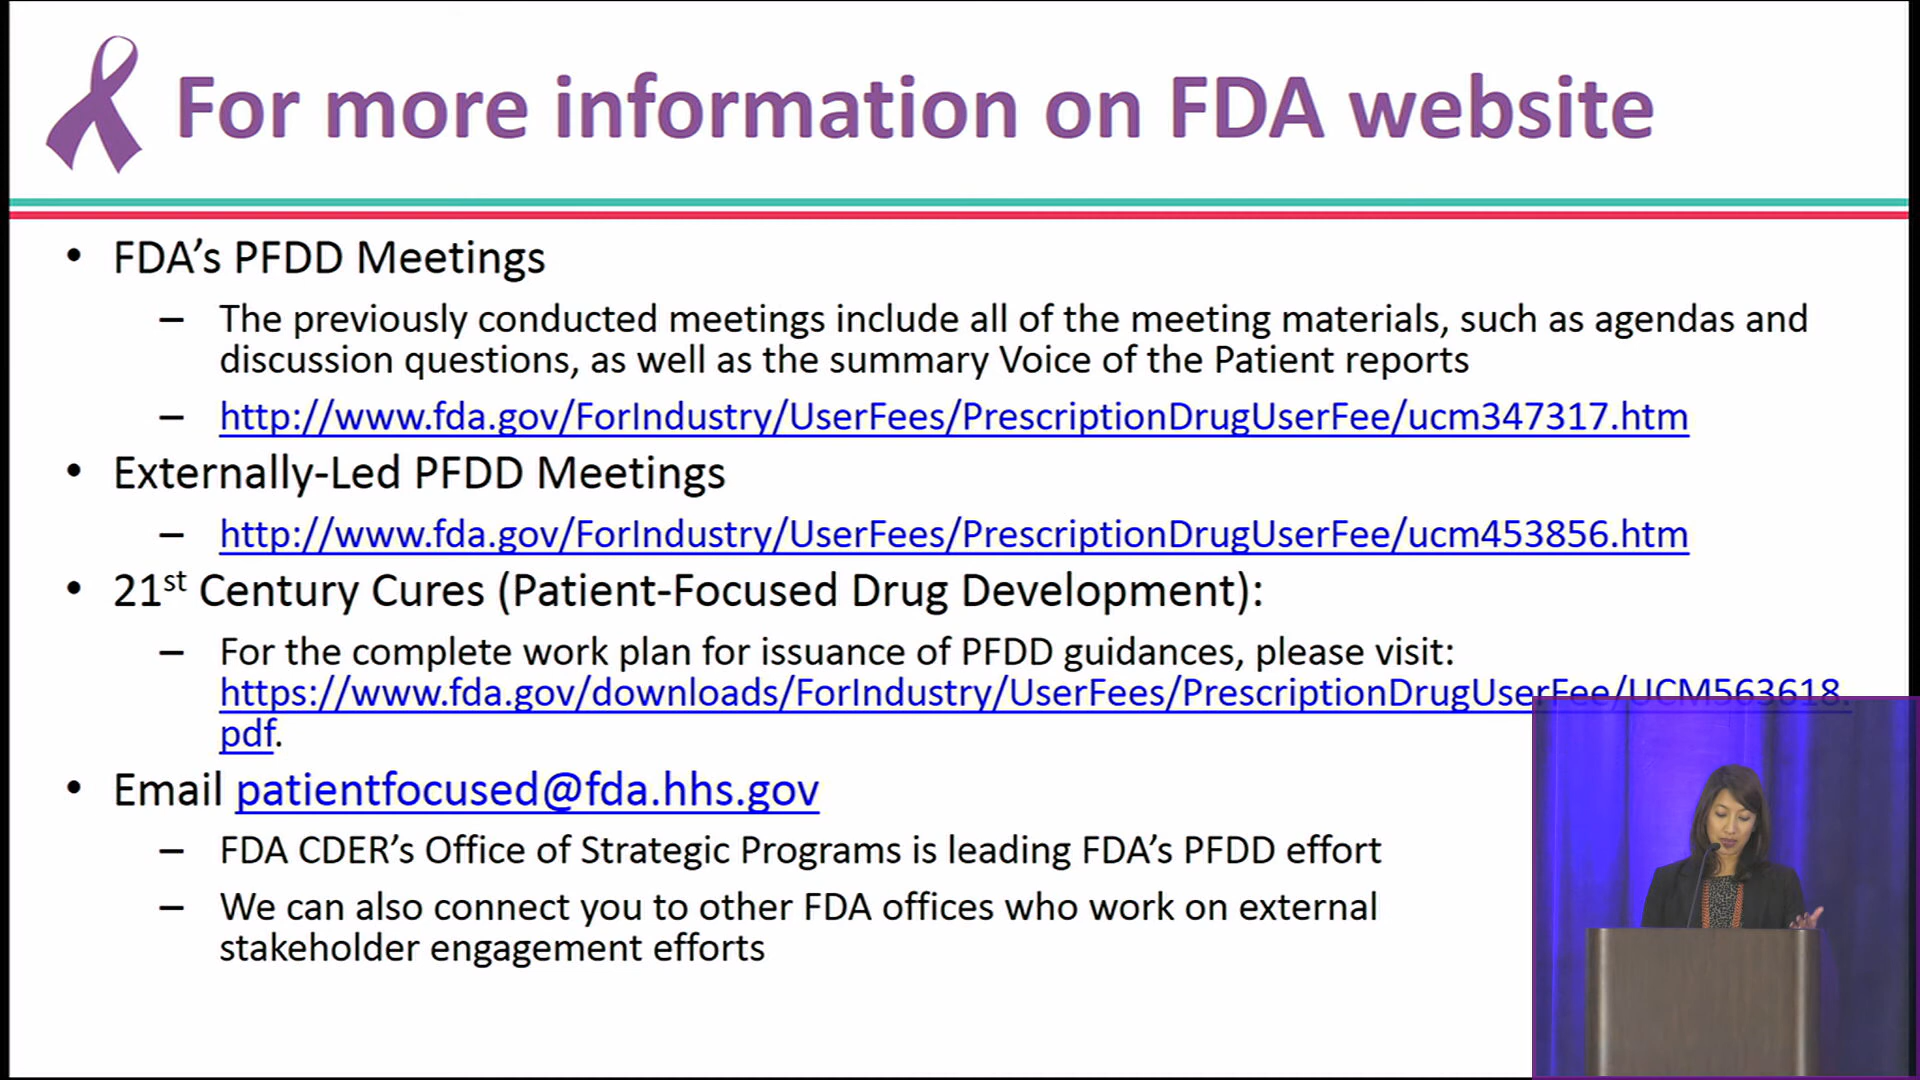 For more information on FDA website
• FDA’s PFDD Meetings
– The previously conducted meetings include all of the meeting materials, such as agendas and
discussion questions, as well as the summary Voice of the Patient reports
– http://www.fda.gov/ForIndustry/UserFees/PrescriptionDrugUserFee/ucm347317.htm
• Externally-Led PFDD Meetings
– http://www.fda.gov/ForIndustry/UserFees/PrescriptionDrugUserFee/ucm453856.htm
• 21st Century Cures (Patient-Focused Drug Development):
– For the complete work plan for issuance of PFDD guidances, please visit:
https://www.fda.gov/downloads/ForIndustry/UserFees/PrescriptionDrugUserFee/UCM563618.
pdf.
• Email patientfocused@fda.hhs.gov
– FDA CDER’s Office of Strategic Programs is leading FDA’s PFDD effort
– We can also connect you to other FDA offices who work on external
stakeholder engagement efforts